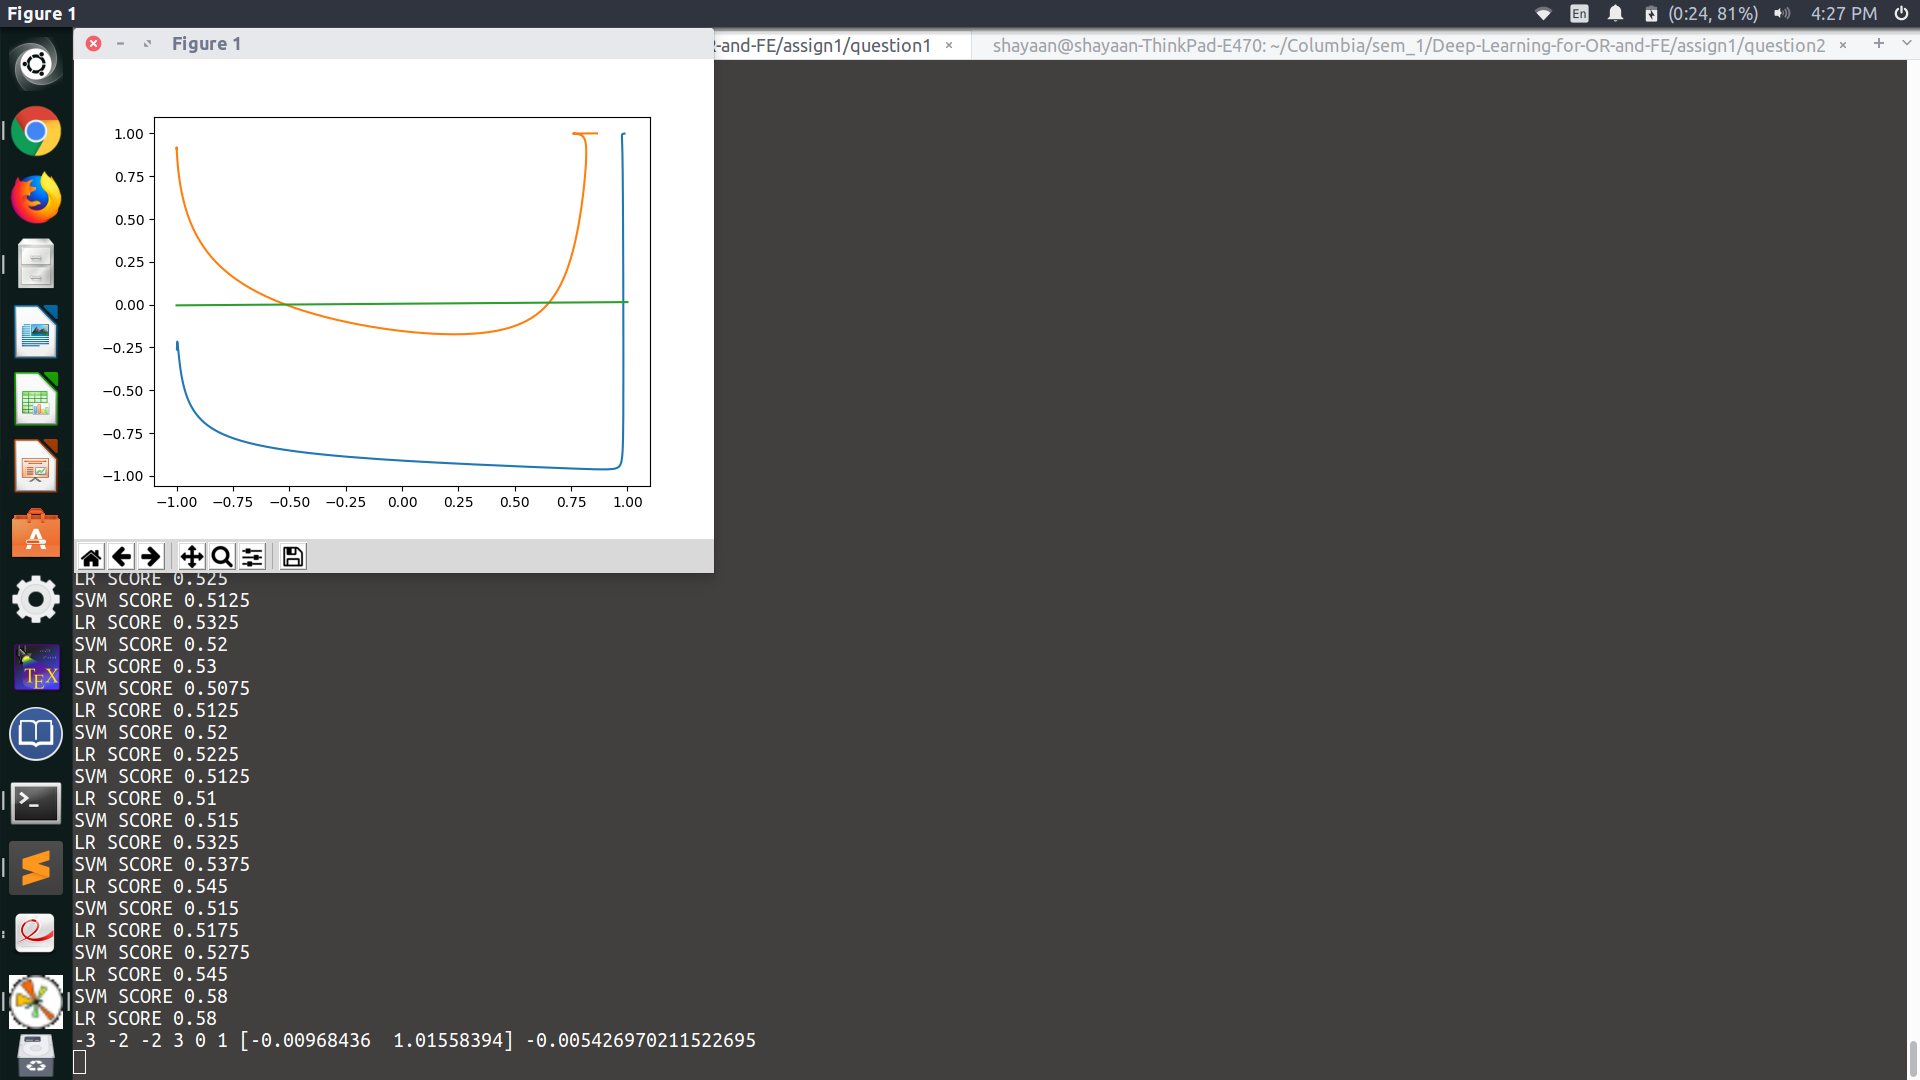 Figure 1
En
(0:24, 81%)
4:27 PM
Figure 1
R-and-FE/assign1/question1 ×
shayaan@shayaan-ThinkPad-E470: ~/Columbia/sem_1/Deep-Learning-for-OR-and-FE/assign1/question2 ×
1.00
0.75
0.50
0.25
0.00
−0.25
−0.50
−0.75
−1.00
−1.00 −0.75 −0.50 −0.25 0.00 0.25 0.50 0.75 1.00
LR SCORE 0.525
SVM SCORE 0.5125
LR SCORE 0.5325
SVM SCORE 0.52
LR SCORE 0.53
SVM SCORE 0.5075
LR SCORE 0.5125
SVM SCORE 0.52
LR SCORE 0.5225
SVM SCORE 0.5125
LR SCORE 0.51
SVM SCORE 0.515
LR SCORE 0.5325
SVM SCORE 0.5375
LR SCORE 0.545
SVM SCORE 0.515
LR SCORE 0.5175
SVM SCORE 0.5275
LR SCORE 0.545
SVM SCORE 0.58
LR SCORE 0.58
-3 -2 -2 3 0 1 [-0.00968436  1.01558394] -0.005426970211522695
TEX